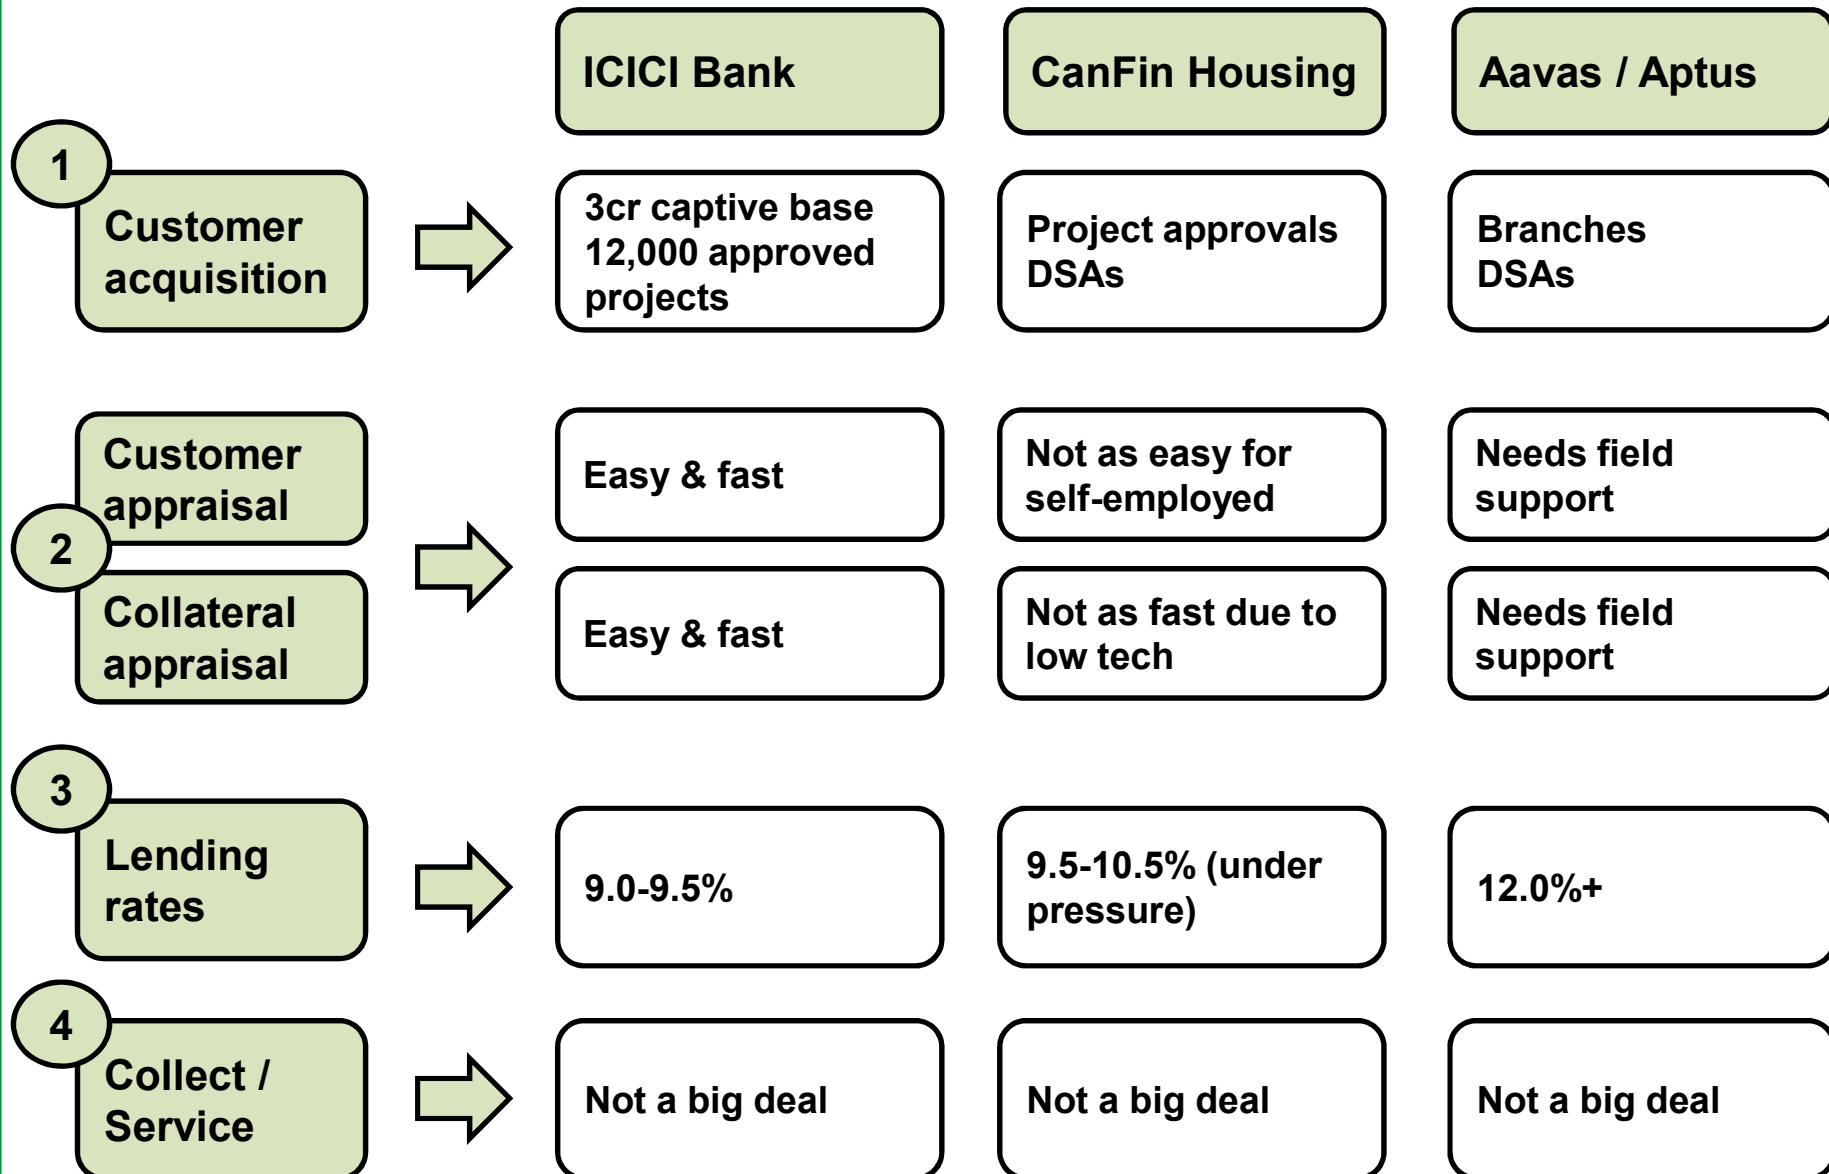 ICICI Bank
CanFin Housing
Aavas / Aptus
1
Customer
acquisition
3cr captive base
12,000 approved
projects
Project approvals
DSAs
Branches
DSAs
2
Customer
appraisal
Easy & fast
Not as easy for
self-employed
Needs field
support
Collateral
appraisal
Easy & fast
Not as fast due to
low tech
Needs field
support
3
Lending
rates
9.0-9.5%
9.5-10.5% (under
pressure)
12.0%+
4
Collect /
Service
Not a big deal
Not a big deal
Not a big deal